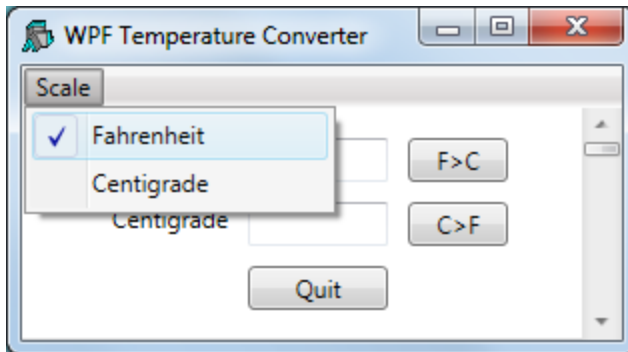 WPF Temperature Converter
Scale
Fahrenheit
F>C
Centigrade
Centigrade
C>F
Quit